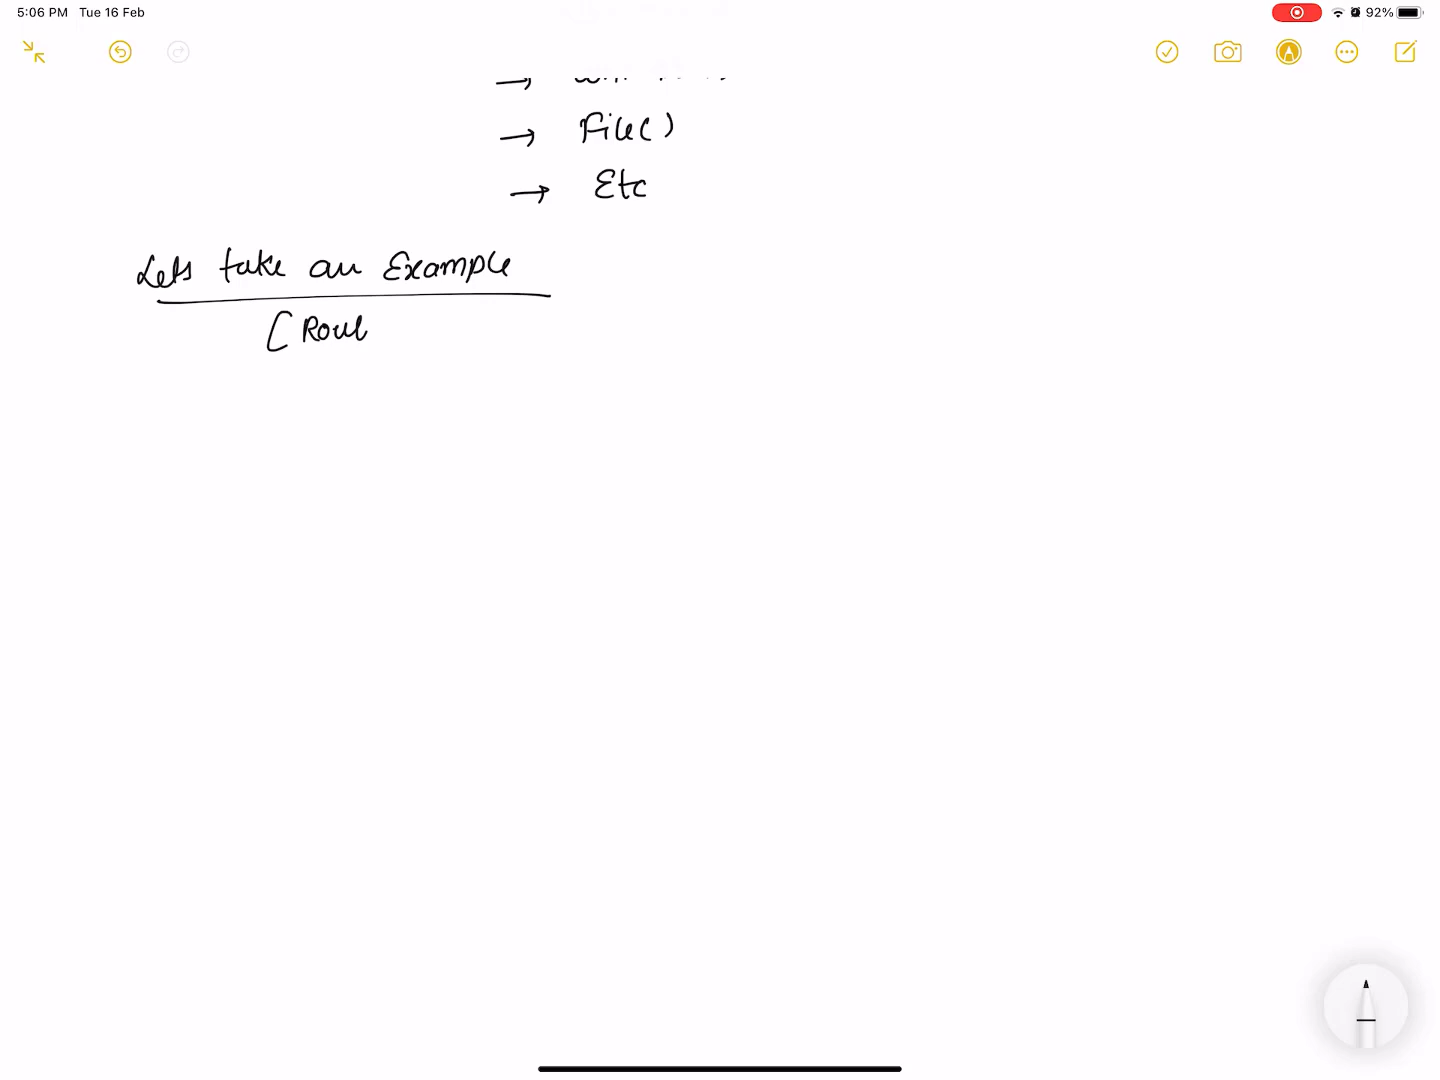 5:06 PM Tue 16 Feb
92%
→ File()
→ Etc
Lets take an Example
[Roul